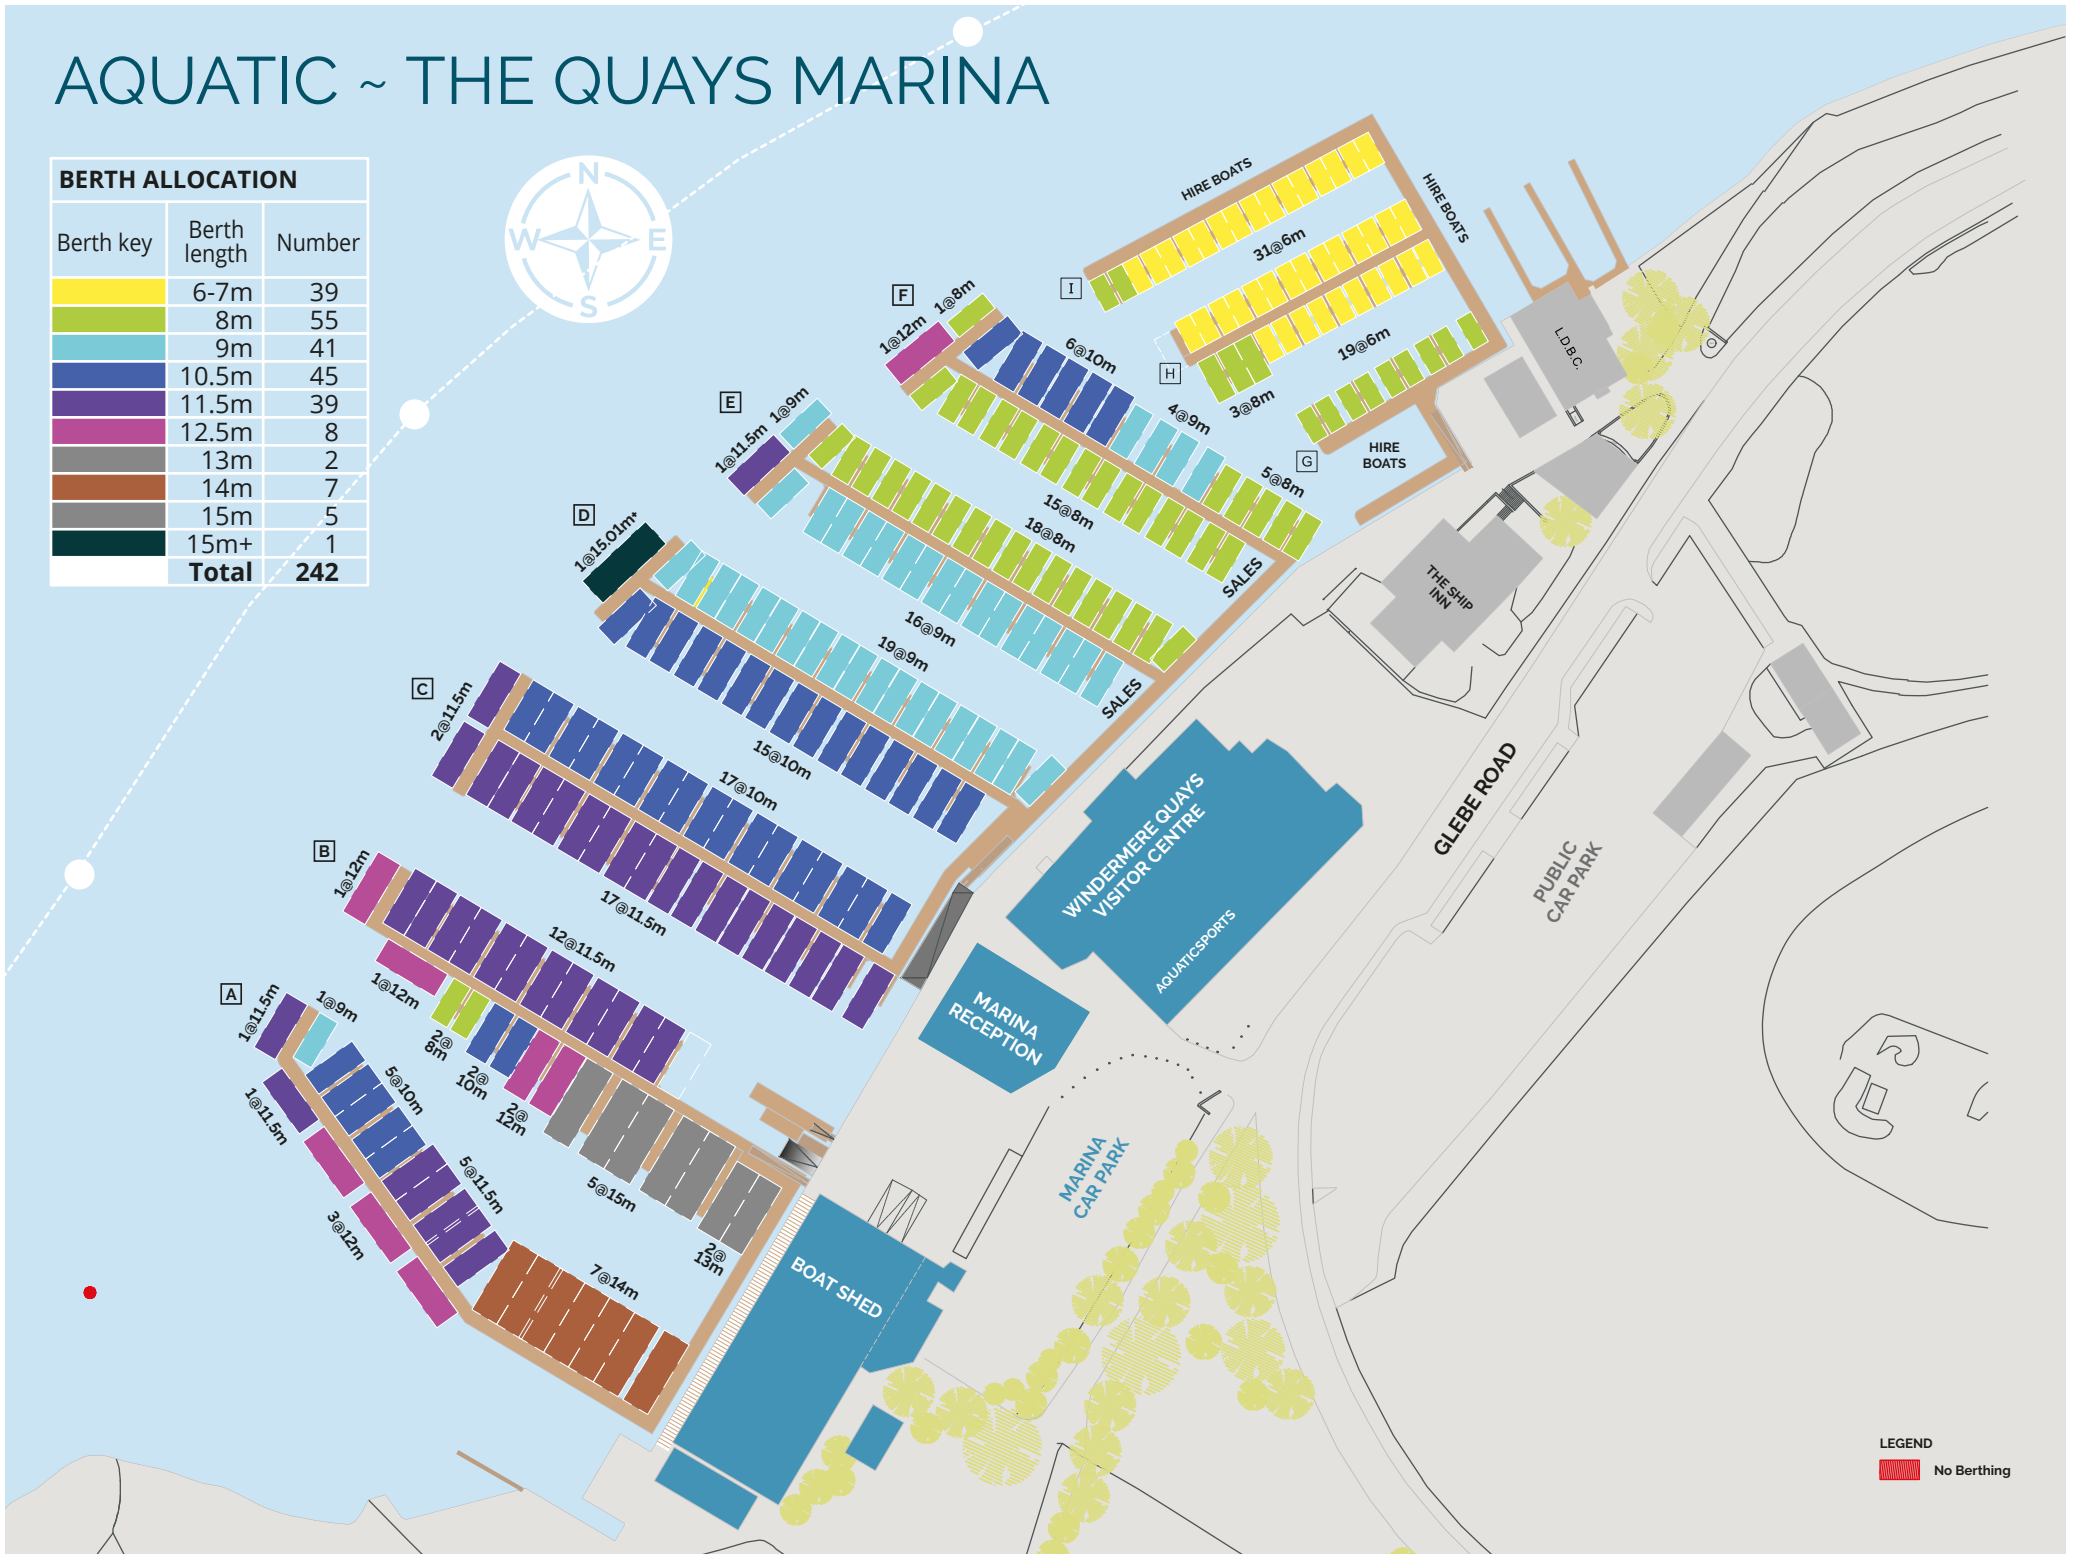 AQUATIC ~ THE QUAYS MARINA
BERTH ALLOCATION
Berth key
Berth
length
Number
6-7m 39
8m 55
9m 41
10.5m 45
11.5m 39
12.5m 8
13m 2
14m 7
15m 5
15m+ 1
Total 242
N
W
E
S
HIRE BOATS
HIRE BOATS
I
31@6m
H
3@8m
19@6m
G
HIRE
BOATS
L.D.B.C.
F
1@8m
1@12m
6@10m
4@9m
5@8m
15@8m
SALES
E
1@9m
1@11.5m
18@8m
16@9m
SALES
D
1@15.01m+
19@9m
15@10m
C
2@11.5m
17@10m
17@11.5m
B
1@12m
12@11.5m
1@12m
2@
8m
2@
10m
2@
12m
5@15m
2@
13m
A
1@11.5m
1@9m
5@10m
1@11.5m
5@11.5m
3@12m
7@14m
THE SHIP
INN
GLEBE ROAD
PUBLIC
CAR PARK
WINDERMERE QUAYS
VISITOR CENTRE
AQUATICSPORTS
MARINA
RECEPTION
MARINA
CAR PARK
BOAT SHED
LEGEND
No Berthing